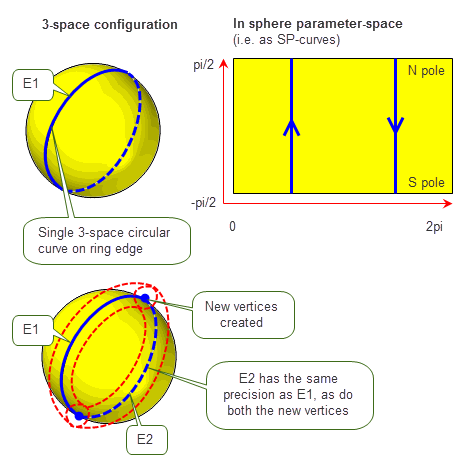 3-space configuration
In sphere parameter-space
(i.e. as SP-curves)
E1
pi/2
N pole
S pole
-pi/2
0
2pi
Single 3-space circular
curve on ring edge
New vertices
created
E1
E2 has the same
precision as E1, as do
both the new vertices
E2